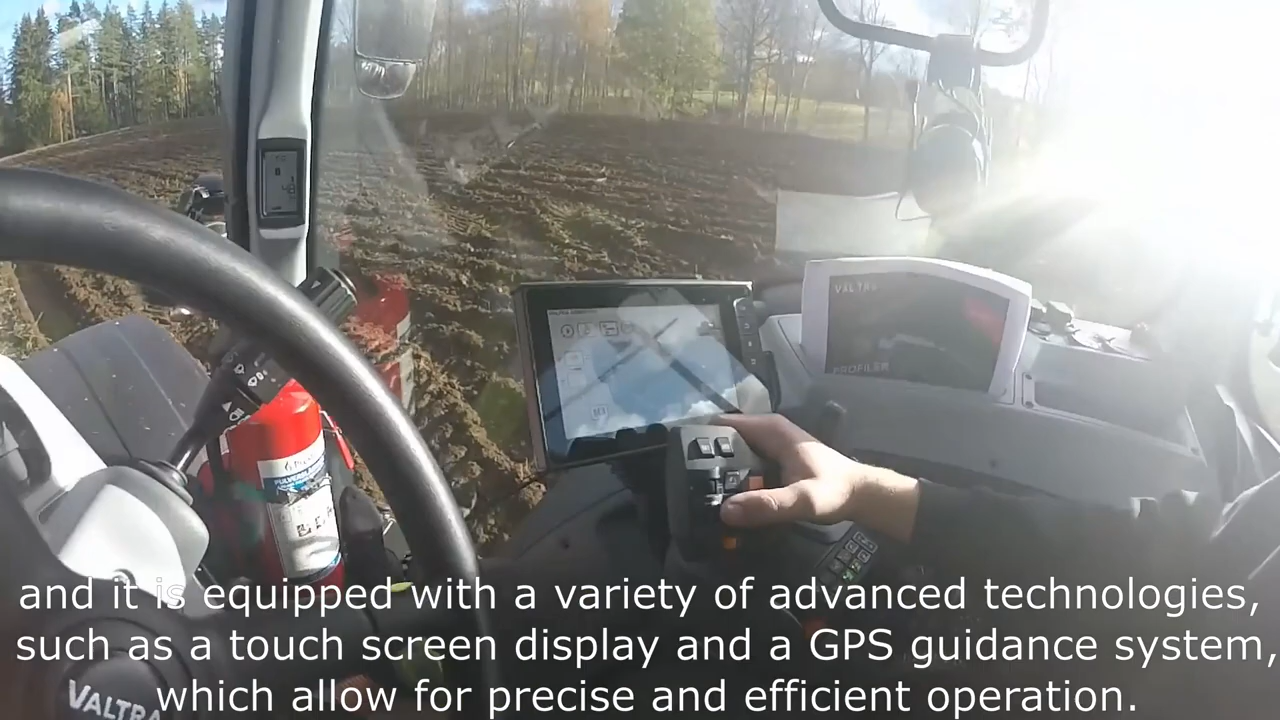 VALTRA
PROFILER
VALTRA
and it is equipped with a variety of advanced technologies,
such as a touch screen display and a GPS guidance system,
which allow for precise and efficient operation.